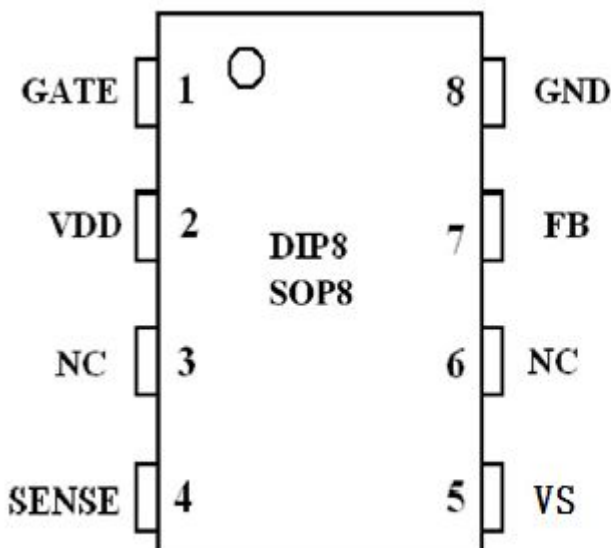 GATE 1 8 GND
VDD 2 7 FB
DIP8
SOP8
NC 3 6 NC
SENSE 4 5 VS